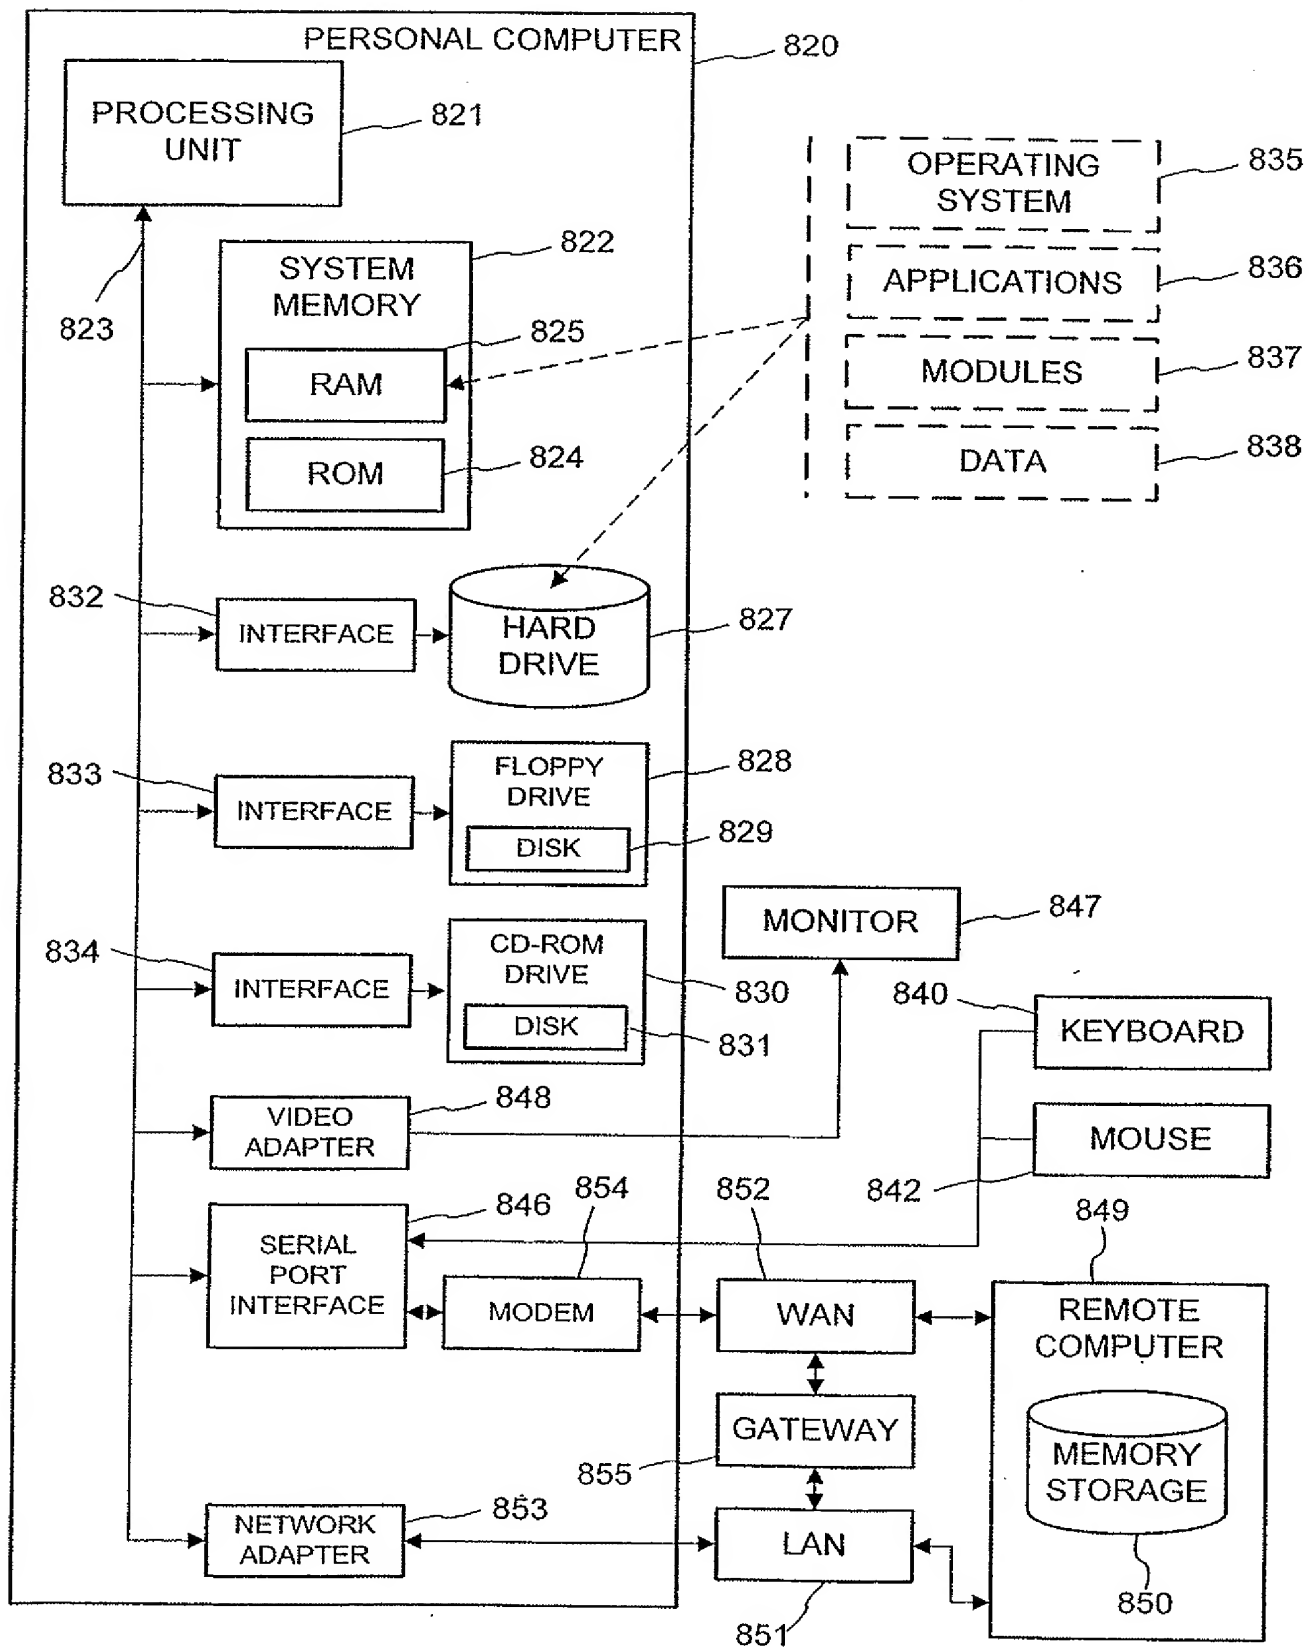 PERSONAL COMPUTER
820
PROCESSING
UNIT
821
823
SYSTEM
MEMORY
822
RAM
825
ROM
824
OPERATING
SYSTEM
835
APPLICATIONS
836
MODULES
837
DATA
838
832
INTERFACE
HARD
DRIVE
827
833
INTERFACE
FLOPPY
DRIVE
828
DISK
829
834
INTERFACE
CD-ROM
DRIVE
830
DISK
831
MONITOR
847
840
KEYBOARD
MOUSE
842
VIDEO
ADAPTER
848
SERIAL
PORT
INTERFACE
846
MODEM
854
WAN
852
GATEWAY
855
LAN
851
NETWORK
ADAPTER
853
849
REMOTE
COMPUTER
MEMORY
STORAGE
850